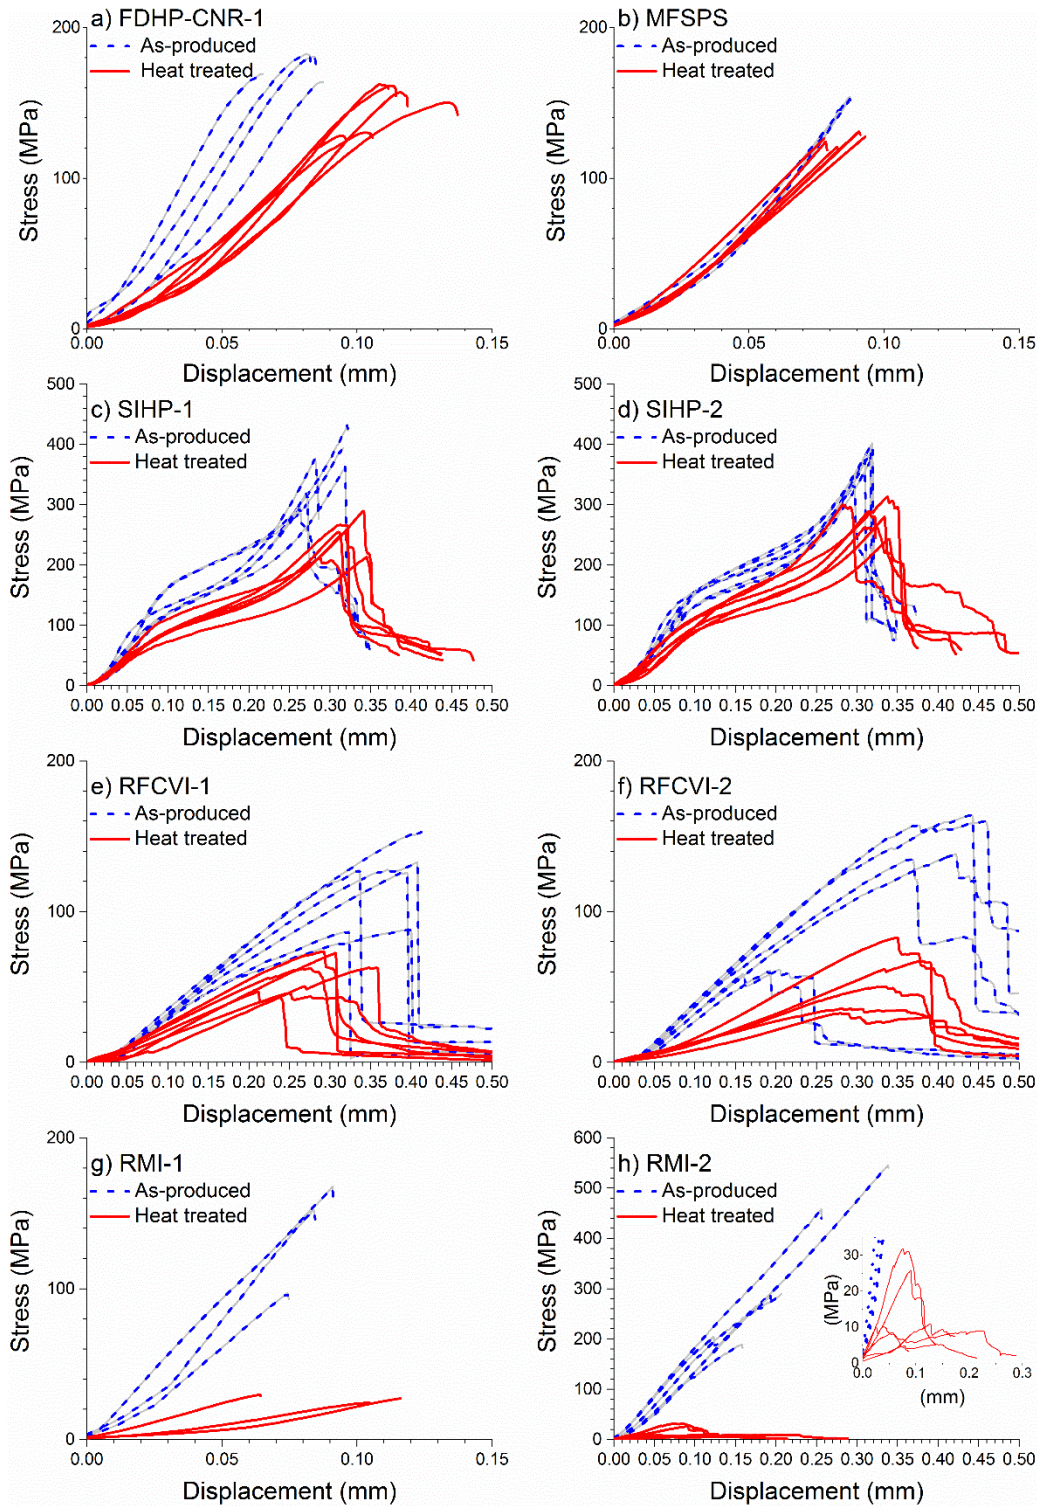 a) FDHP-CNR-1
As-produced
Heat treated
Stress (MPa)
200
100
0
0.00 0.05 0.10 0.15
Displacement (mm)
b) MFSPS
As-produced
Heat treated
Stress (MPa)
200
100
0
0.00 0.05 0.10 0.15
Displacement (mm)
c) SIHP-1
As-produced
Heat treated
Stress (MPa)
500
400
300
200
100
0
0.00 0.05 0.10 0.15 0.20 0.25 0.30 0.35 0.40 0.45 0.50
Displacement (mm)
d) SIHP-2
As-produced
Heat treated
Stress (MPa)
500
400
300
200
100
0
0.00 0.05 0.10 0.15 0.20 0.25 0.30 0.35 0.40 0.45 0.50
Displacement (mm)
e) RFCVI-1
As-produced
Heat treated
Stress (MPa)
200
100
0
0.00 0.05 0.10 0.15 0.20 0.25 0.30 0.35 0.40 0.45 0.50
Displacement (mm)
f) RFCVI-2
As-produced
Heat treated
Stress (MPa)
200
100
0
0.00 0.05 0.10 0.15 0.20 0.25 0.30 0.35 0.40 0.45 0.50
Displacement (mm)
g) RMI-1
As-produced
Heat treated
Stress (MPa)
200
100
0
0.00 0.05 0.10 0.15
Displacement (mm)
h) RMI-2
As-produced
Heat treated
Stress (MPa)
600
500
400
300
200
100
0
0.00 0.05 0.10 0.15 0.20 0.25 0.30 0.35 0.40 0.45 0.50
Displacement (mm)
(MPa)
30
20
10
0
0.0 0.1 0.2 0.3
(mm)